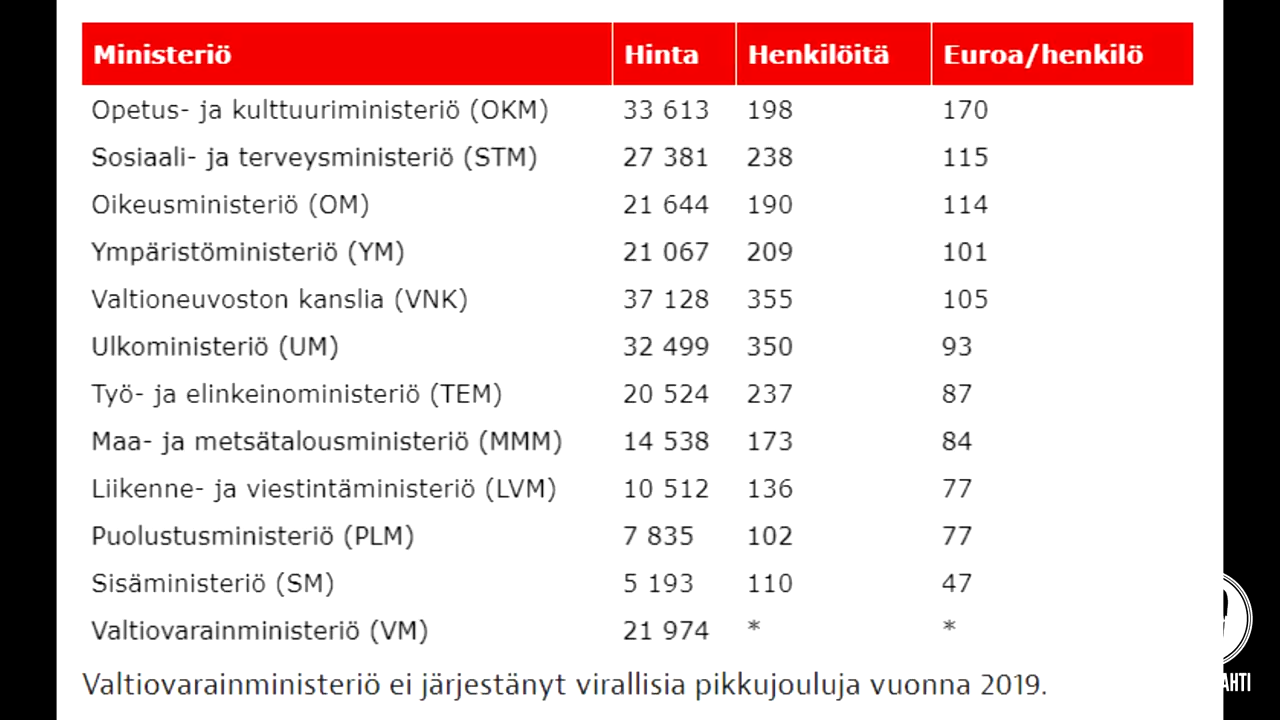 Ministeriö Hinta Henkilöitä Euroa/henkilö
Opetus- ja kulttuuriministeriö (OKM) 33 613 198 170
Sosiaali- ja terveysministeriö (STM) 27 381 238 115
Oikeusministeriö (OM) 21 644 190 114
Ympäristöministeriö (YM) 21 067 209 101
Valtioneuvoston kanslia (VNK) 37 128 355 105
Ulkoministeriö (UM) 32 499 350 93
Työ- ja elinkeinoministeriö (TEM) 20 524 237 87
Maa- ja metsätalousministeriö (MMM) 14 538 173 84
Liikenne- ja viestintäministeriö (LVM) 10 512 136 77
Puolustusministeriö (PLM) 7 835 102 77
Sisäministeriö (SM) 5 193 110 47
Valtiovarainministeriö (VM) 21 974 * *
Valtiovarainministeriö ei järjestänyt virallisia pikkujouluja vuonna 2019.